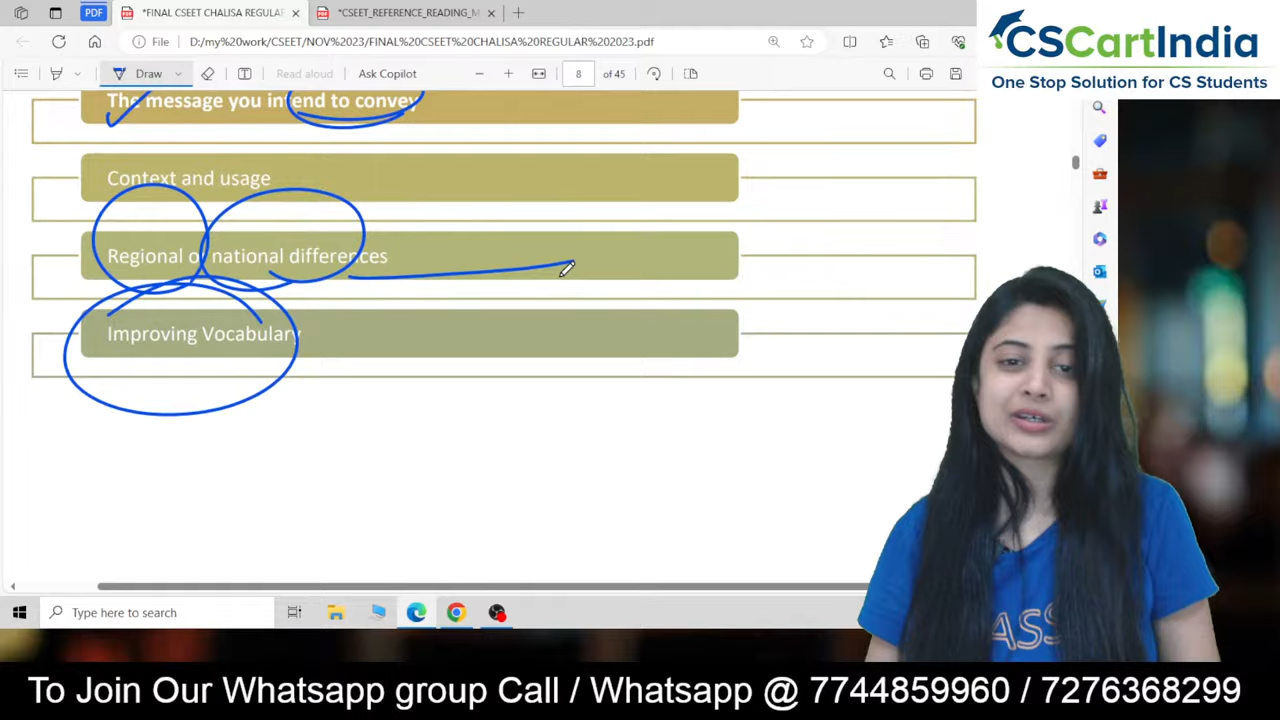 PDF
*FINAL CSEET CHALISA REGULAR
*CSEET_REFERENCE_READING_M
CSCartIndia
One Stop Solution for CS Students
File
D:/my%20work/CSEET/NOV%2023/FINAL%20CSEET%20CHALISA%20REGULAR%202023.pdf
Draw
Read aloud
Ask Copilot
8
of 45
The message you intend to convey
Context and usage
Regional or national differences
Improving Vocabulary
Type here to search
To Join Our Whatsapp group Call / Whatsapp @ 7744859960 / 7276368299